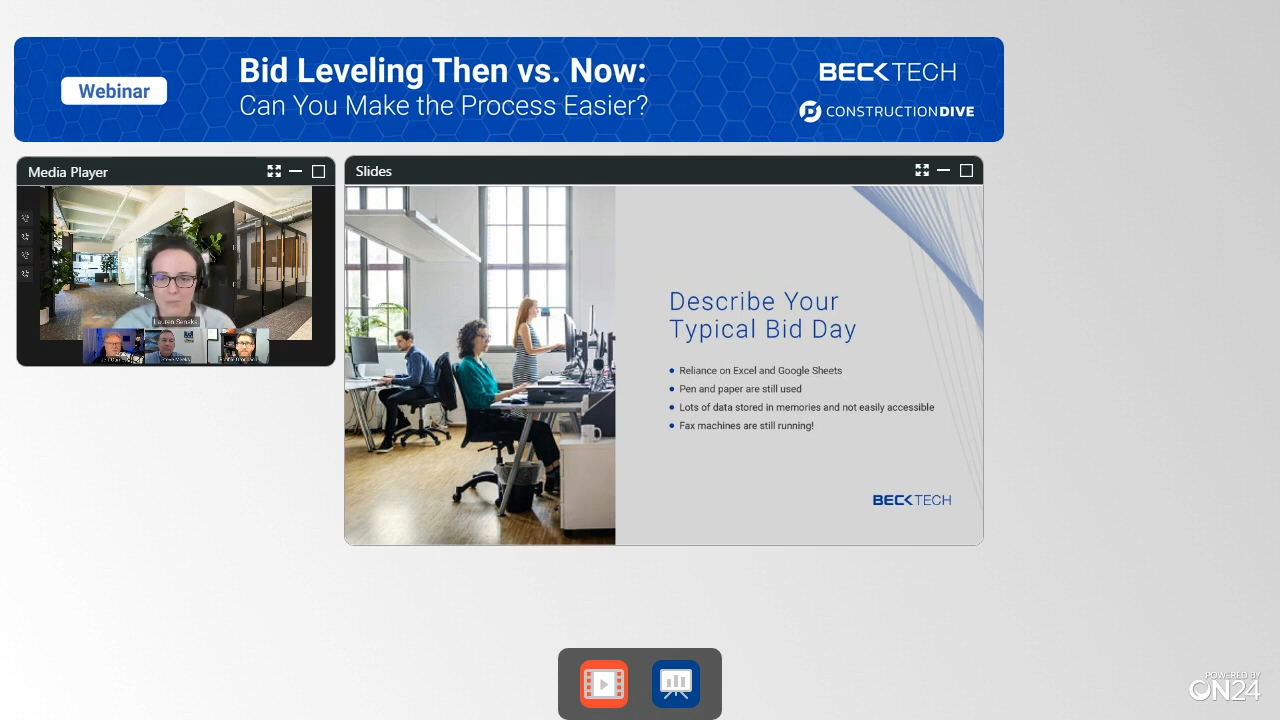 Webinar
Bid Leveling Then vs. Now:
Can You Make the Process Easier?
BECK TECH
CONSTRUCTIONDIVE
Media Player
Lauren Senska
Slides
Describe Your
Typical Bid Day
Reliance on Excel and Google Sheets
Pen and paper are still used
Lots of data stored in memories and not easily accessible
Fax machines are still running!
BECK TECH
POWERED BY
ON24